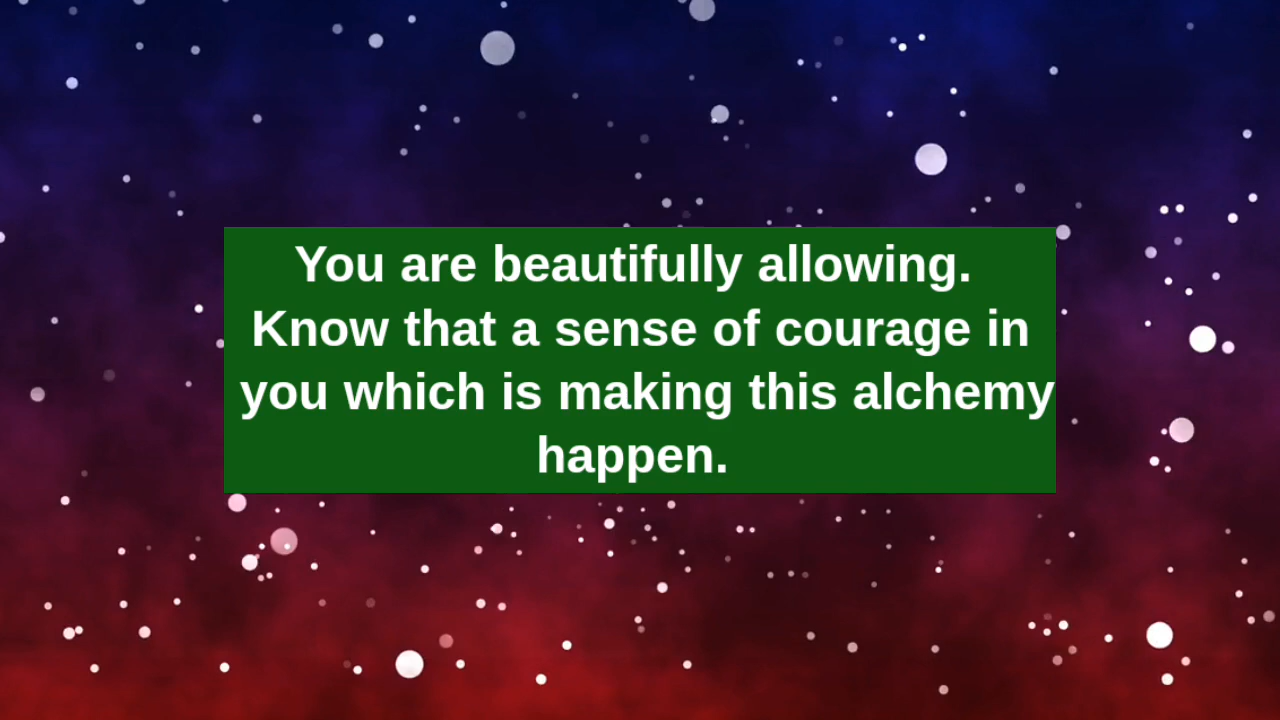 You are beautifully allowing.
Know that a sense of courage in
you which is making this alchemy
happen.